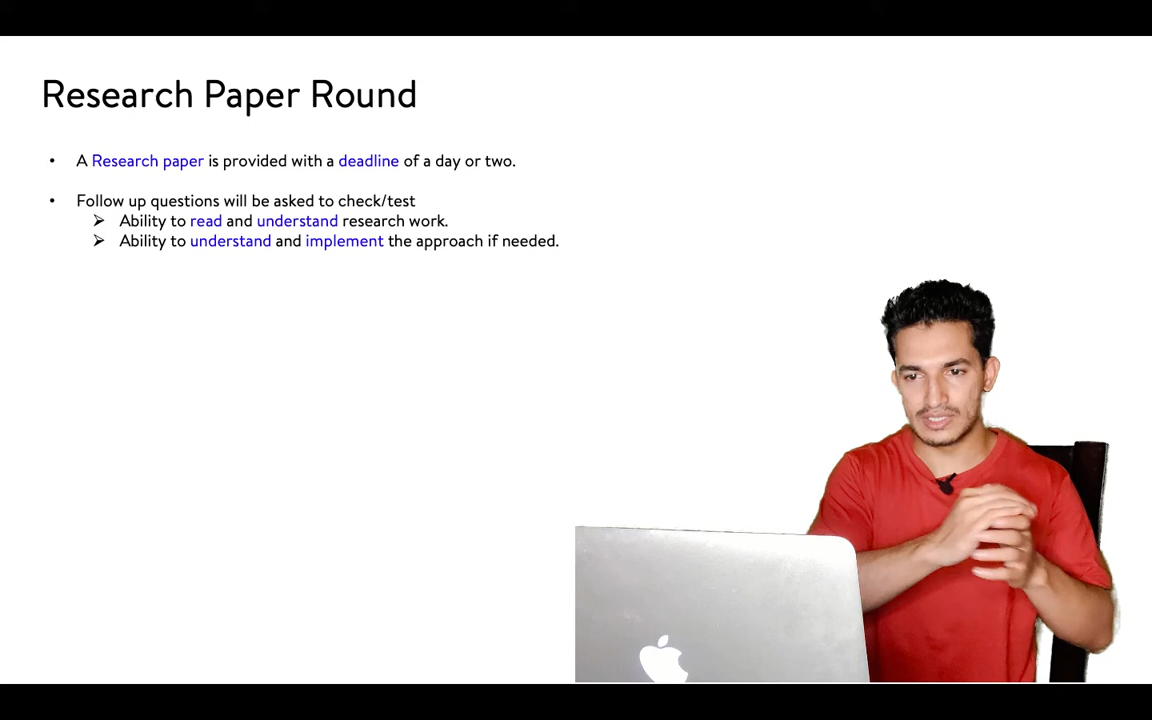 Research Paper Round
• A Research paper is provided with a deadline of a day or two.
• Follow up questions will be asked to check/test
➢ Ability to read and understand research work.
➢ Ability to understand and implement the approach if needed.